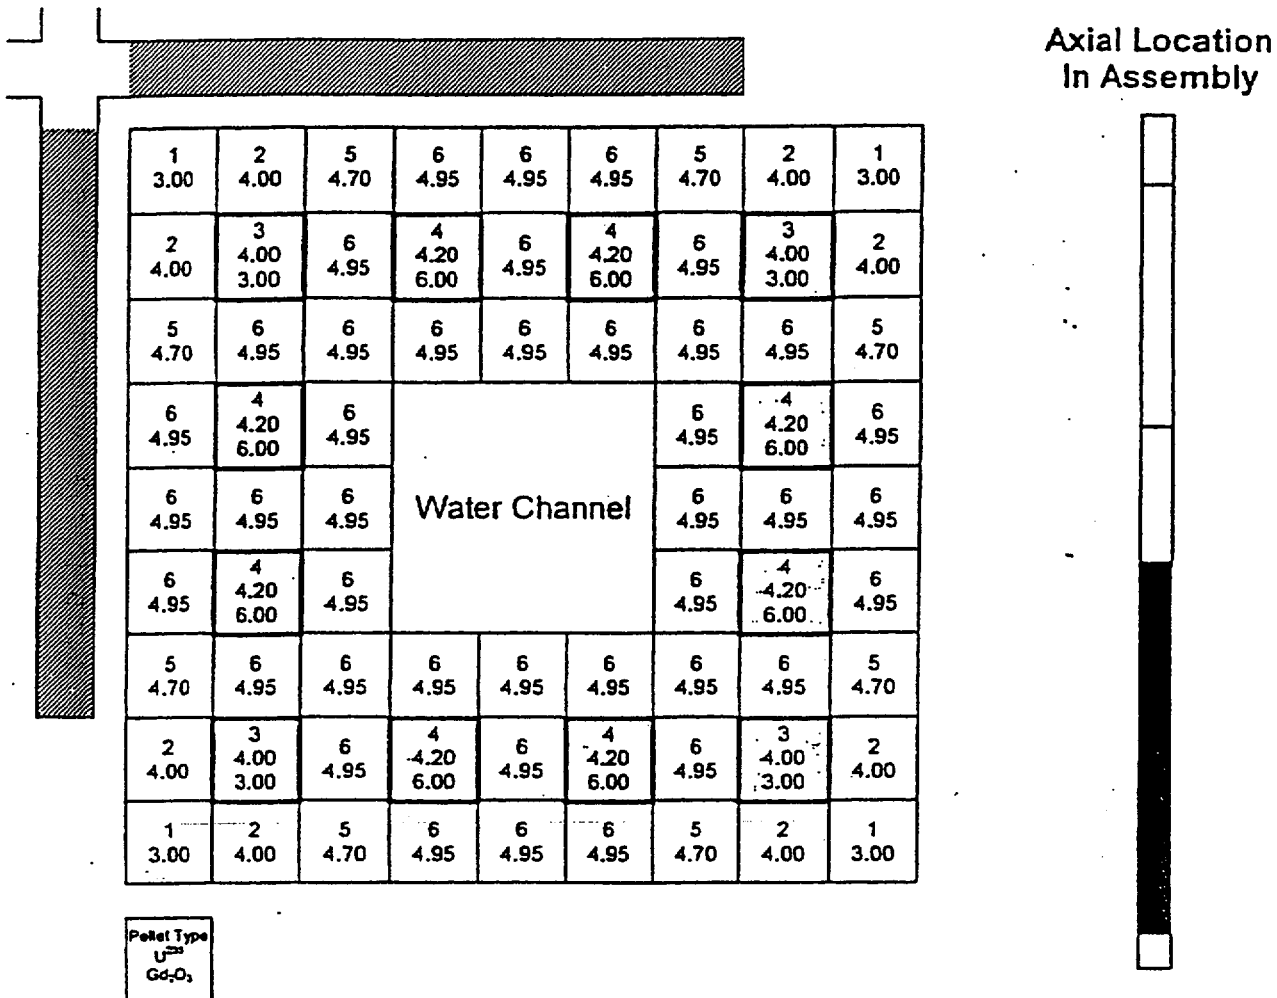 Axial Location
In Assembly
1 2 5 6 6 6 5 2 1
3.00 4.00 4.70 4.95 4.95 4.95 4.70 4.00 3.00
2 3 6 4 6 4 6 3 2
4.00 4.00 4.95 4.20 4.95 4.20 4.95 4.00 4.00
3.00 6.00 6.00 3.00
5 6 6 6 6 6 6 6 5
4.70 4.95 4.95 4.95 4.95 4.95 4.95 4.95 4.70
6 4 6 6 4 6
4.95 4.20 4.95 4.95 4.20 4.95
6.00 6.00
6 6 6 6 6 6
4.95 4.95 4.95 Water Channel 4.95 4.95 4.95
6 4 6 6 4 6
4.95 4.20 4.95 4.95 4.20 4.95
6.00 6.00
5 6 6 6 6 6 6 6 5
4.70 4.95 4.95 4.95 4.95 4.95 4.95 4.95 4.70
2 3 6 4 6 4 6 3 2
4.00 4.00 4.95 4.20 4.95 4.20 4.95 4.00 4.00
3.00 6.00 6.00 3.00
1 2 5 6 6 6 5 2 1
3.00 4.00 4.70 4.95 4.95 4.95 4.70 4.00 3.00
Pellet Type
U²³⁵
Gd₂O₃